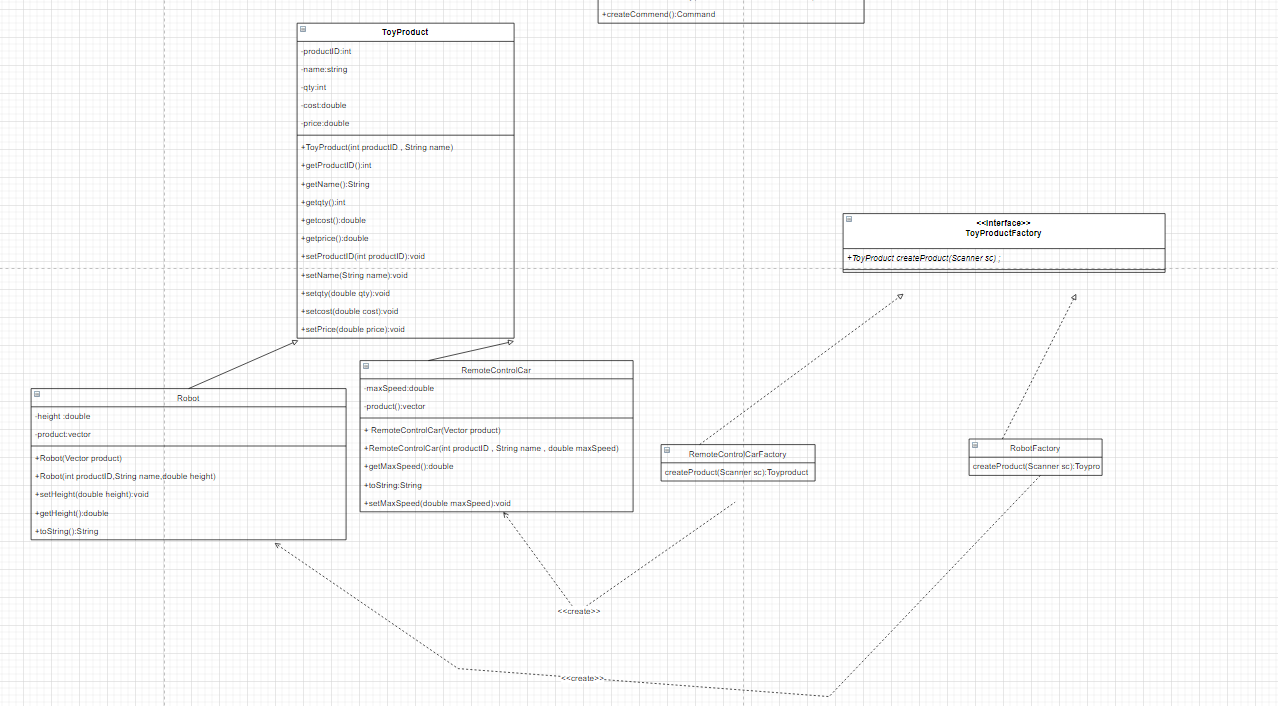 +createCommend():Command
ToyProduct
-productID:int
-name:string
-qty:int
-cost:double
-price:double
+ToyProduct(int productID , String name)
+getProductID():int
+getName():String
+getqty():int
+getcost():double
+getprice():double
+setProductID(int productID):void
+setName(String name):void
+setqty(double qty):void
+setcost(double cost):void
+setPrice(double price):void
<<interface>>
ToyProductFactory
+ToyProduct createProduct(Scanner sc) ;
Robot
-height :double
-product:vector
+Robot(Vector product)
+Robot(int productID,String name,double height)
+setHeight(double height):void
+getHeight():double
+toString():String
RemoteControlCar
-maxSpeed:double
-product():vector
+ RemoteControlCar(Vector product)
+RemoteControlCar(int productID , String name , double maxSpeed)
+getMaxSpeed():double
+toString:String
+setMaxSpeed(double maxSpeed):void
RemoteControlCarFactory
createProduct(Scanner sc):Toyproduct
RobotFactory
createProduct(Scanner sc):Toypro
<<create>>
<<create>>